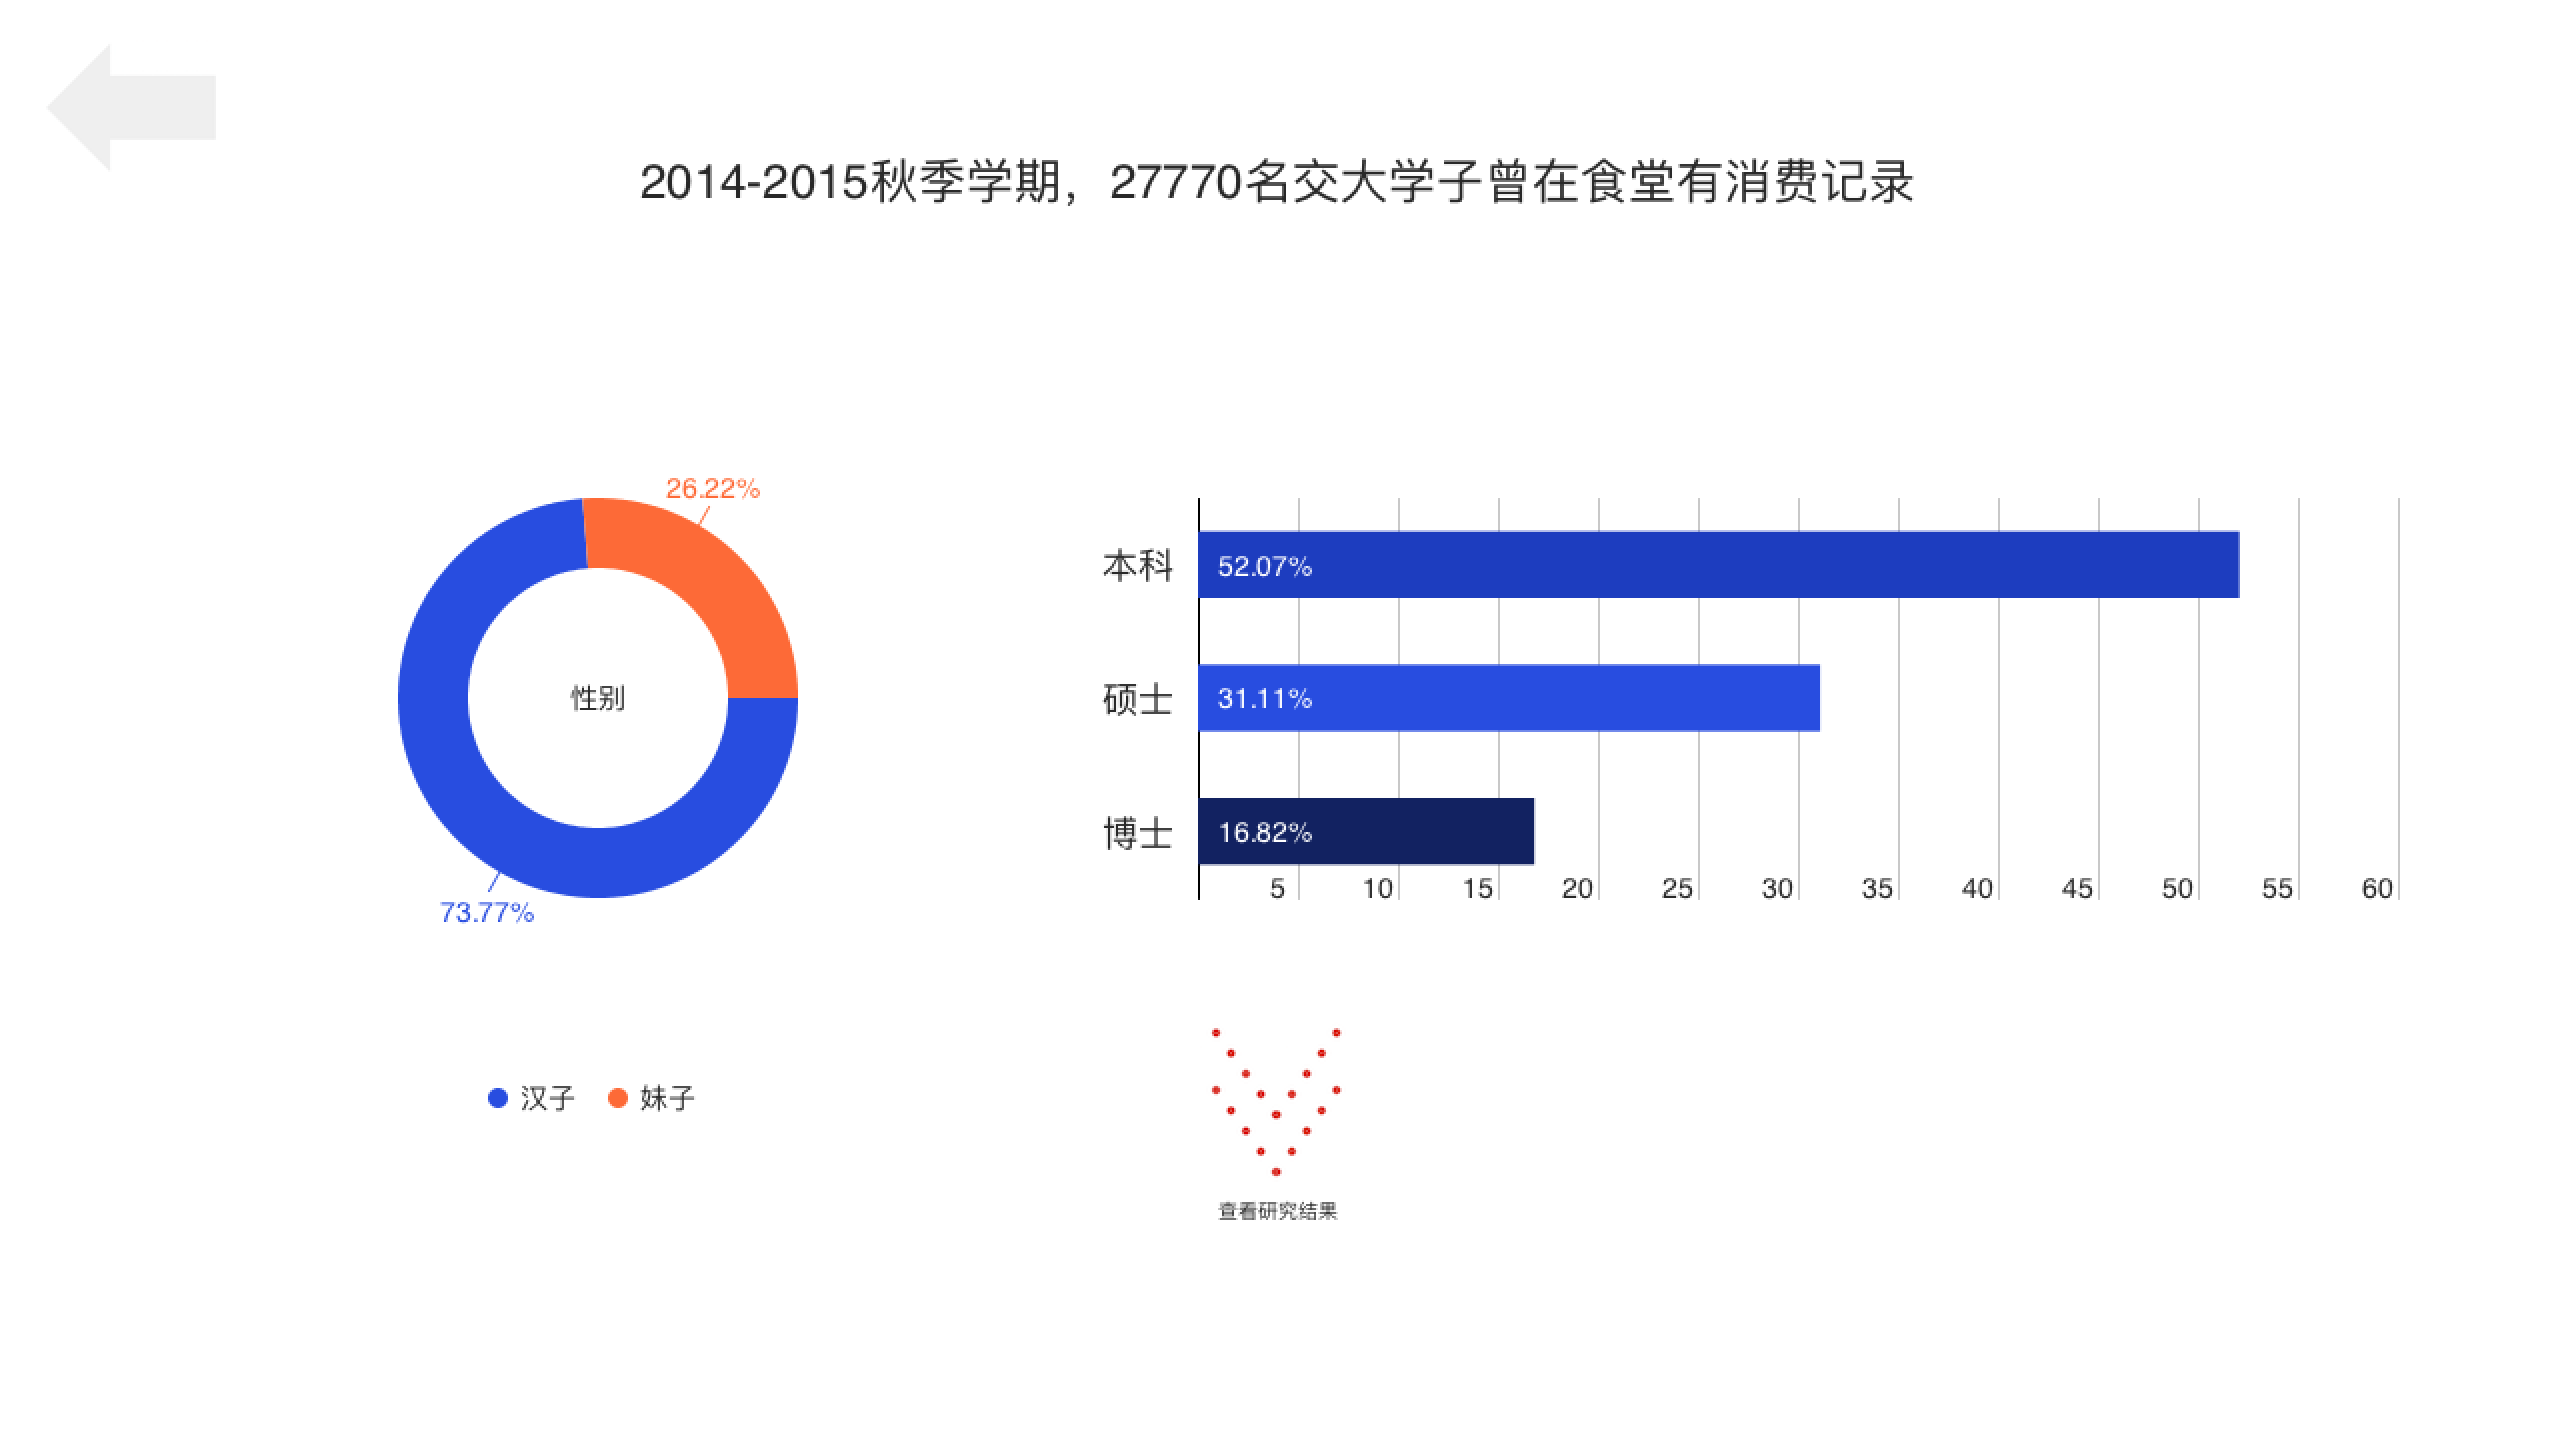 2014-2015秋季学期，27770名交大学子曾在食堂有消费记录
26.22%
性别
73.77%
汉子 妹子
本科 52.07%
硕士 31.11%
博士 16.82%
5 10 15 20 25 30 35 40 45 50 55 60
查看研究结果